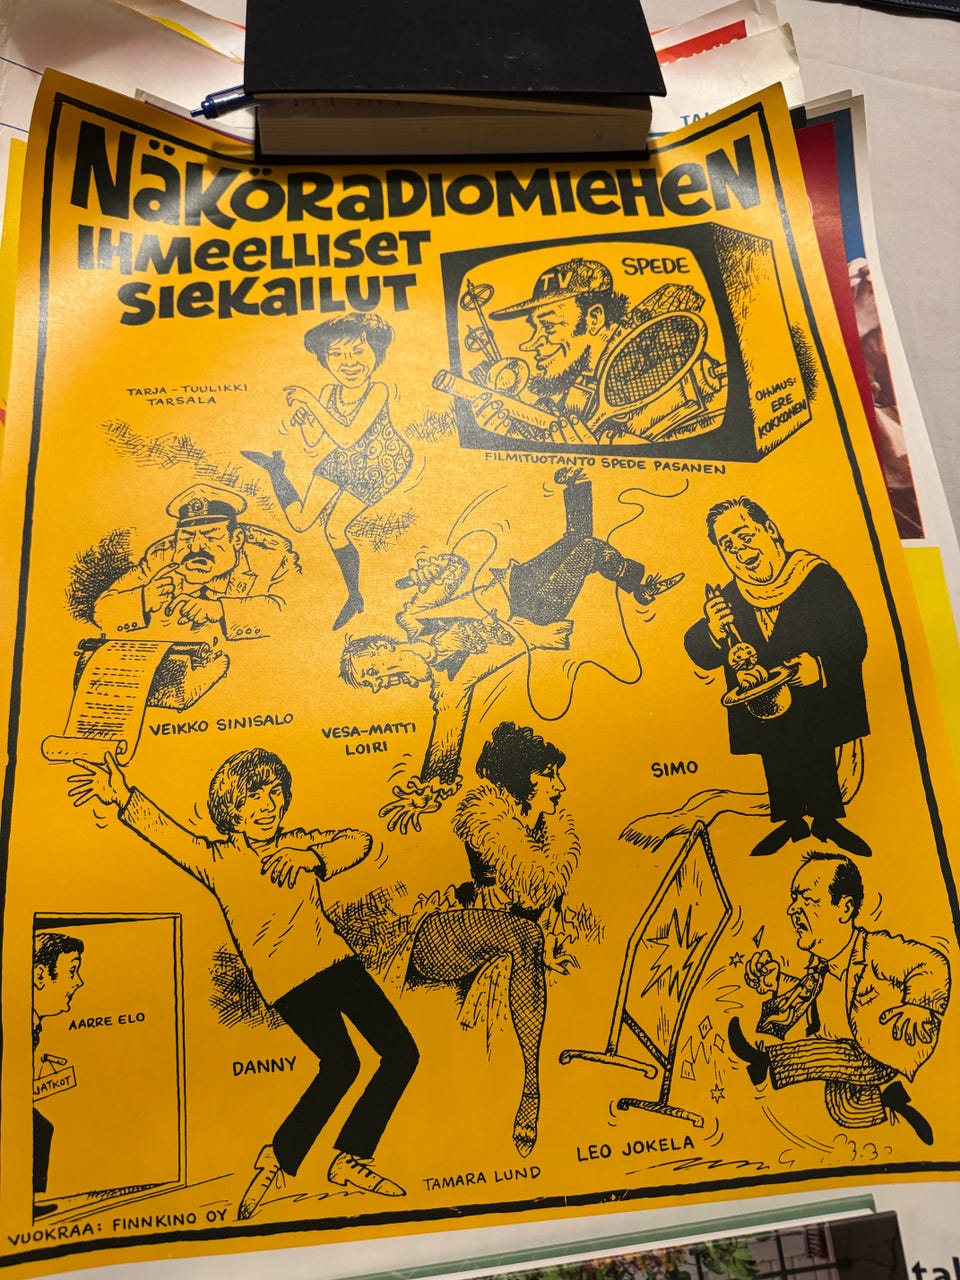 NäKÖRaDIOMIeHeN
IHMeeLLISeT
SIeKaILUT
TV
SPEDE
OHJAUS:
ERE
KOKKONEN
FILMITUOTANTO SPEDE PASANEN
TARJA-TUULIKKI
TARSALA
VEIKKO SINISALO
VESA-MATTI
LOIRI
SIMO
AARRE ELO
JATKOT
DANNY
TAMARA LUND
LEO JOKELA
VUOKRAA: FINNKINO OY